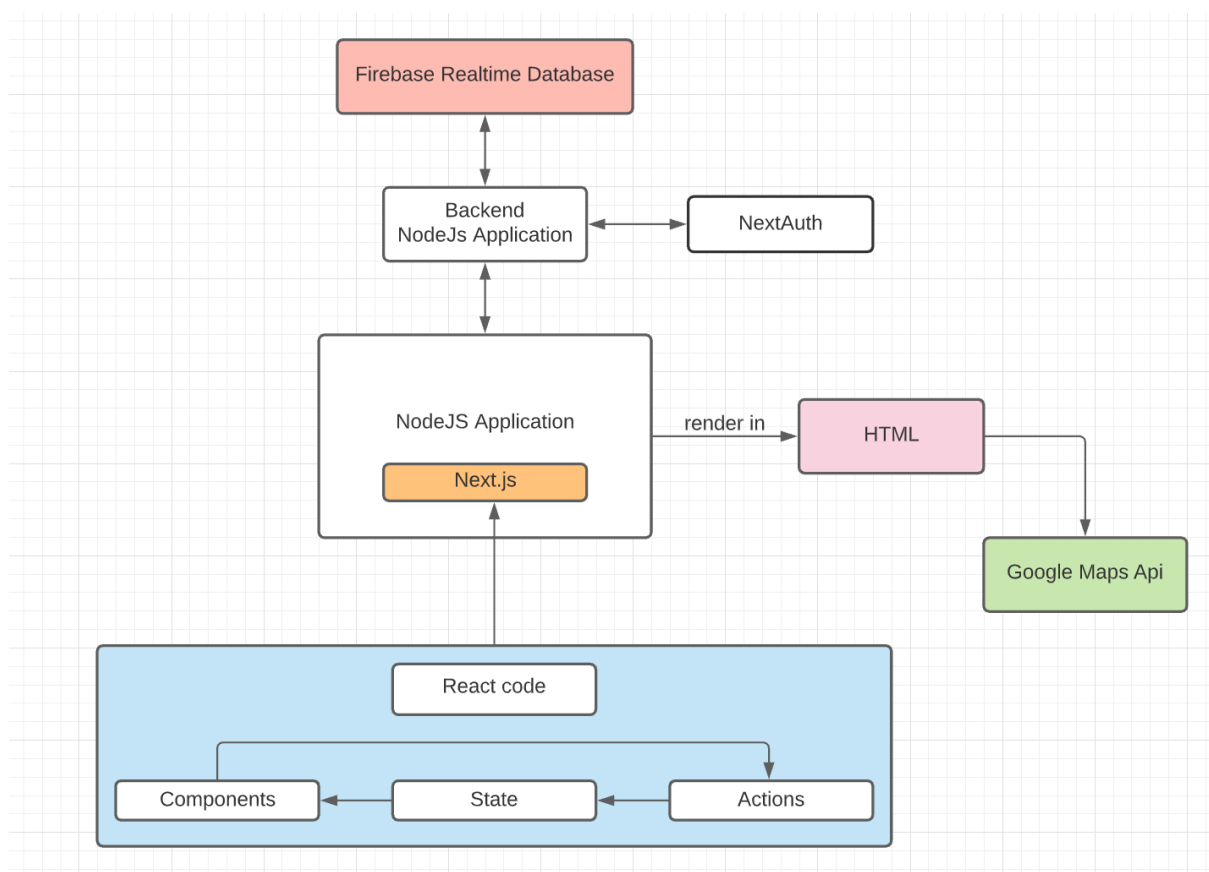 Firebase Realtime Database
Backend
NodeJs Application
NextAuth
NodeJS Application
render in
HTML
Next.js
Google Maps Api
React code
Components
State
Actions